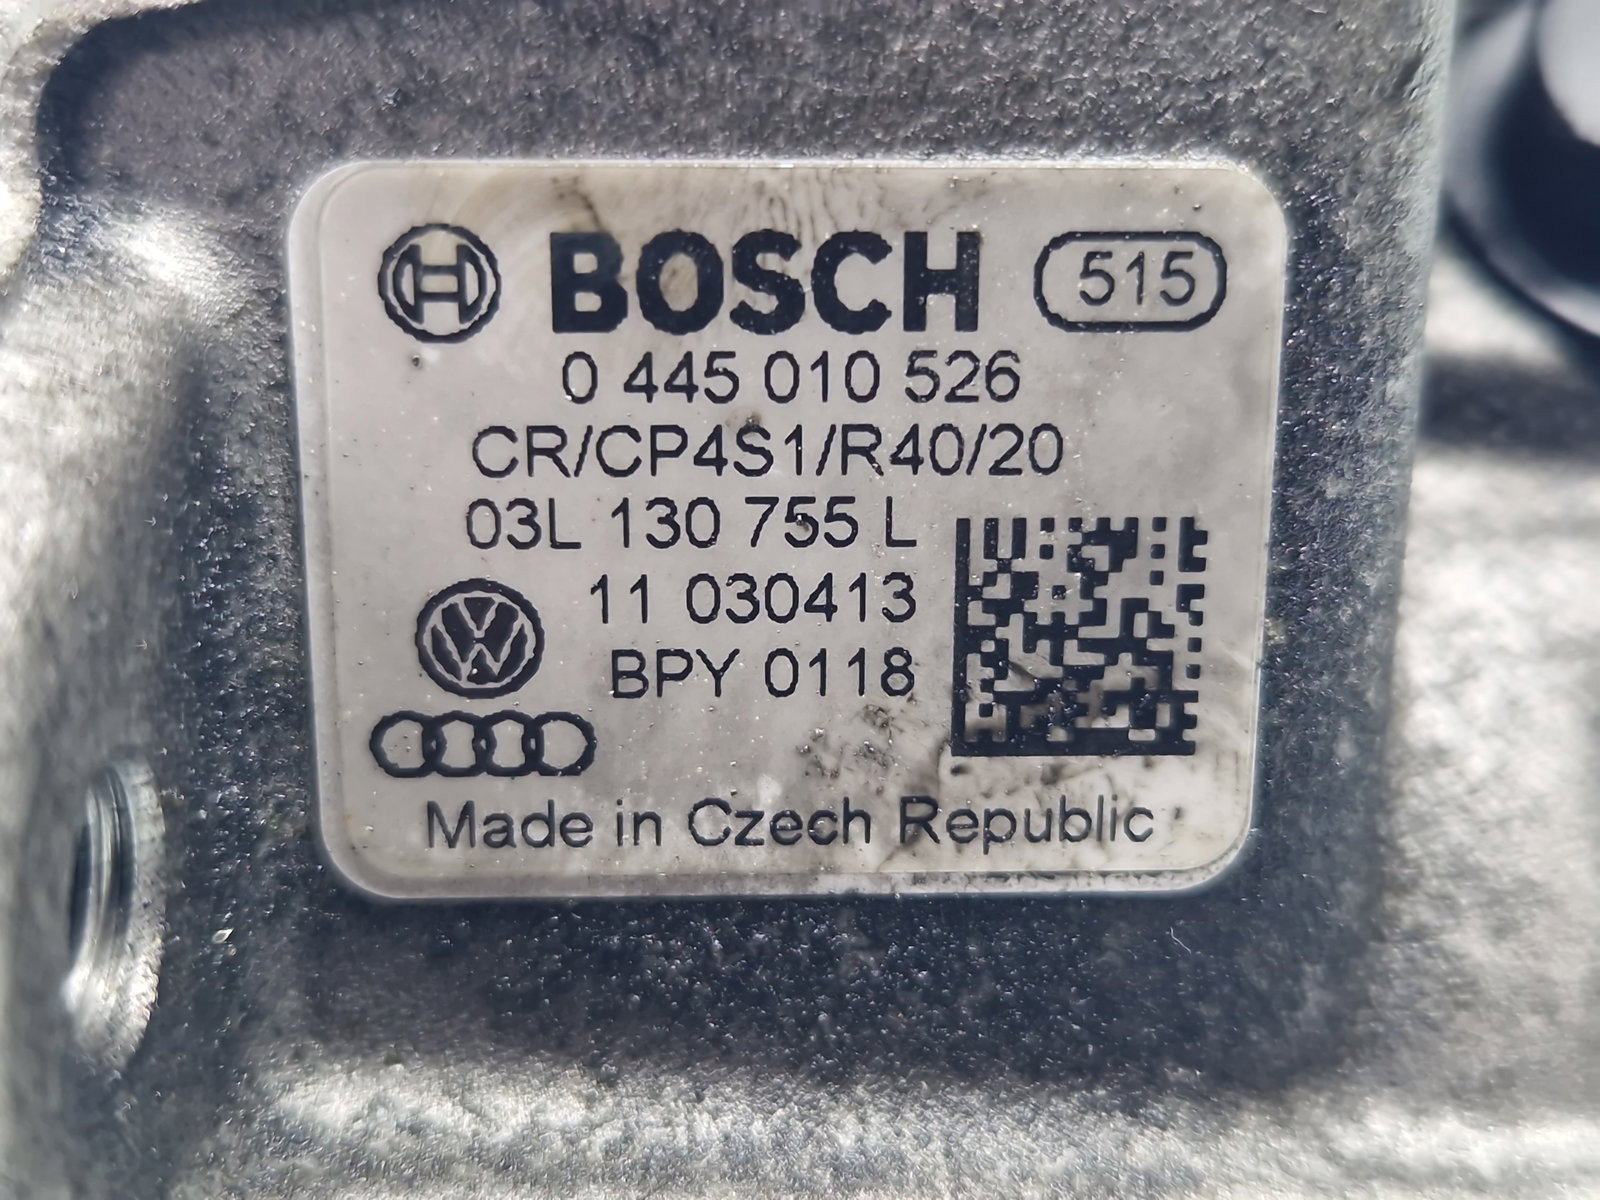 BOSCH 515
0 445 010 526
CR/CP4S1/R40/20
03L 130 755 L
11 030413
BPY 0118
Made in Czech Republic